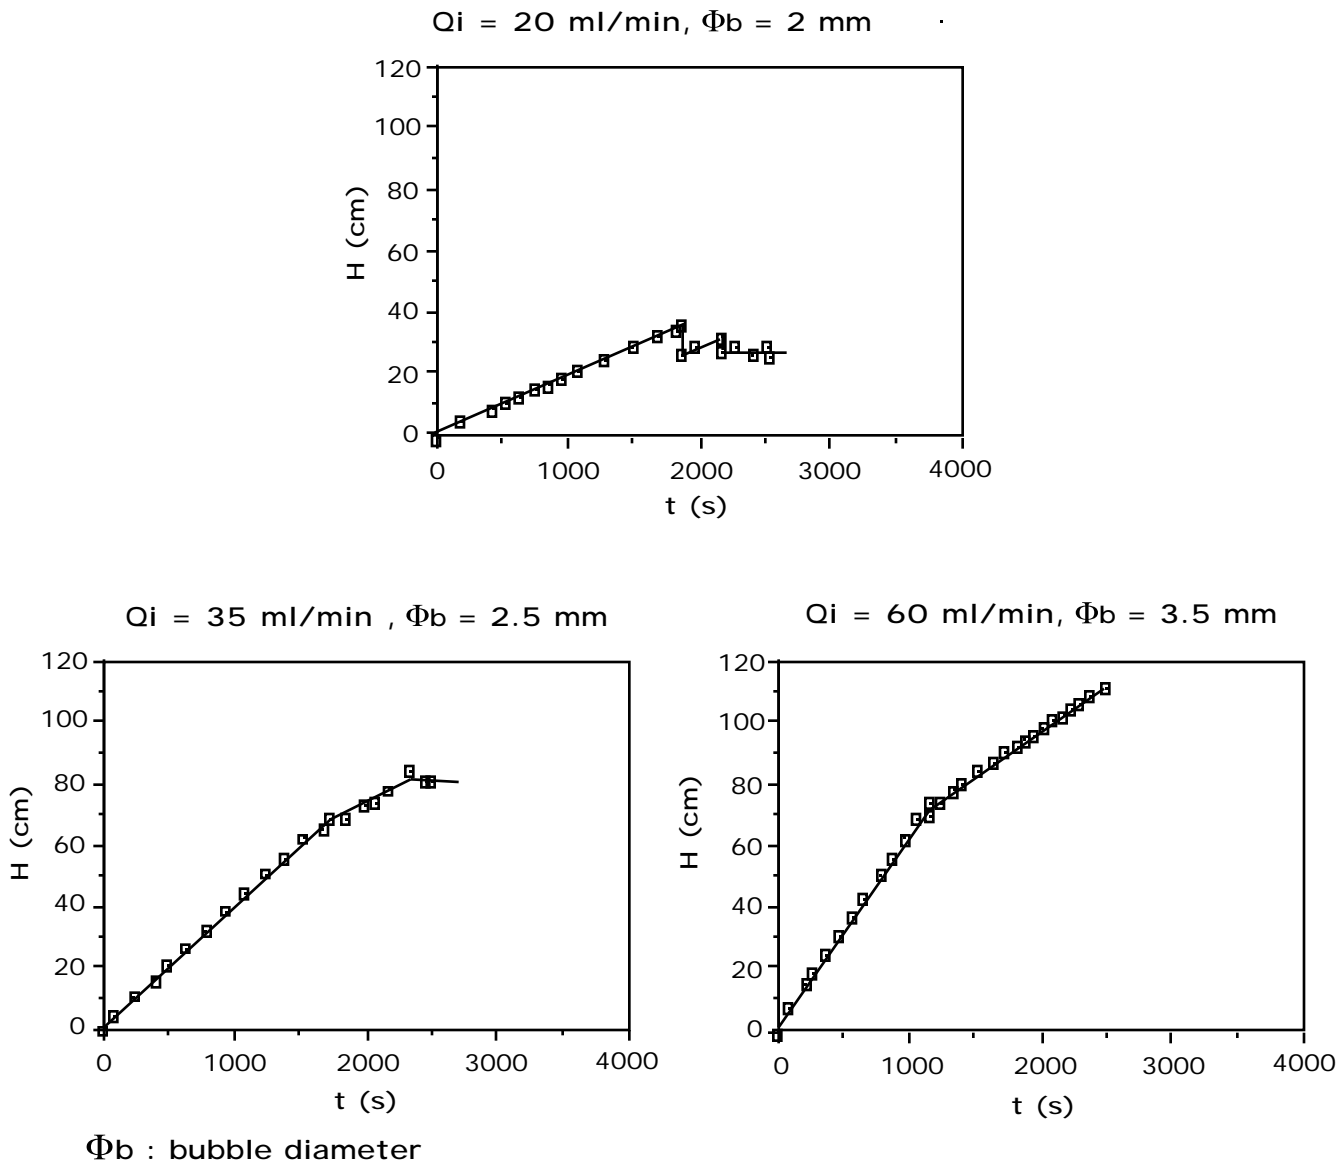 Qi = 20 ml/min, Φb = 2 mm
120
100
80
60
40
20
0
H (cm)
0 1000 2000 3000 4000
t (s)
Qi = 35 ml/min , Φb = 2.5 mm
120
100
80
60
40
20
0
H (cm)
0 1000 2000 3000 4000
t (s)
Qi = 60 ml/min, Φb = 3.5 mm
120
100
80
60
40
20
0
H (cm)
0 1000 2000 3000 4000
t (s)
Φb : bubble diameter